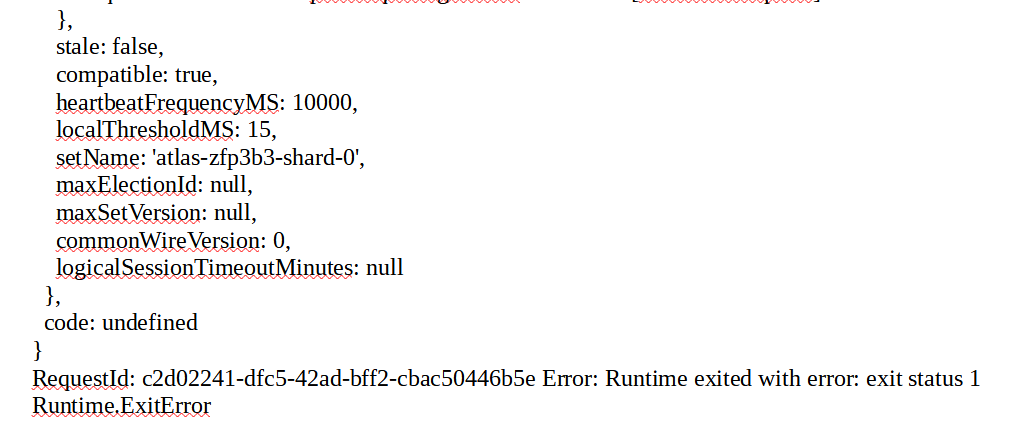 },
stale: false,
compatible: true,
heartbeatFrequencyMS: 10000,
localThresholdMS: 15,
setName: 'atlas-zfp3b3-shard-0',
maxElectionId: null,
maxSetVersion: null,
commonWireVersion: 0,
logicalSessionTimeoutMinutes: null
},
code: undefined
}
RequestId: c2d02241-dfc5-42ad-bff2-cbac50446b5e Error: Runtime exited with error: exit status 1
Runtime.ExitError